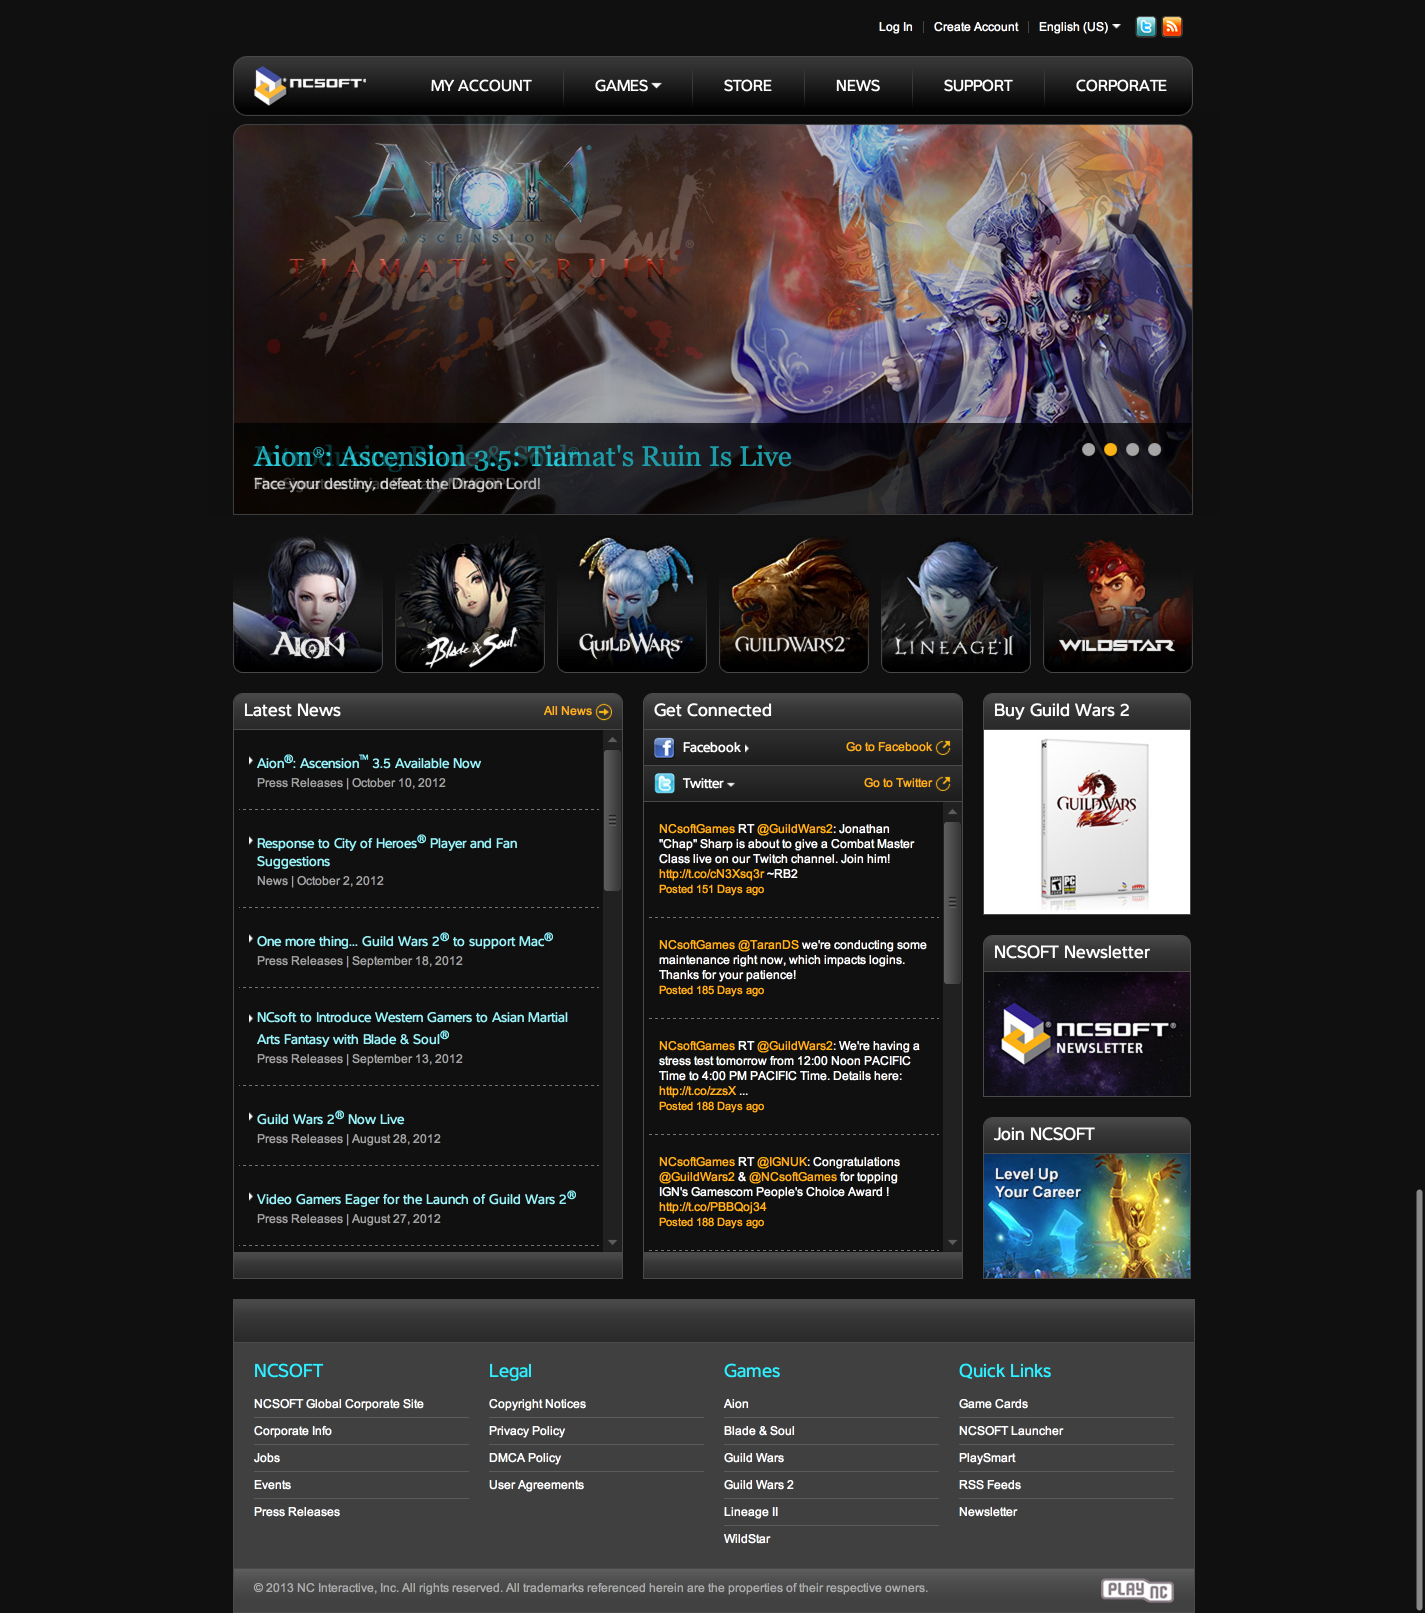 Log In
Create Account
English (US)
NCSOFT®
MY ACCOUNT
GAMES
STORE
NEWS
SUPPORT
CORPORATE
AION®
ASCENSION
TIAMAT'S RUIN
Blade & Soul®
Aion®: Ascension 3.5: Tiamat's Ruin Is Live
Face your destiny, defeat the Dragon Lord!
AION
Blade & Soul
GUILDWARS
GUILDWARS2
LINEAGE II
WILDSTAR
Latest News
All News
Aion®: Ascension™ 3.5 Available Now
Press Releases | October 10, 2012
Response to City of Heroes® Player and Fan
Suggestions
News | October 2, 2012
One more thing... Guild Wars 2® to support Mac®
Press Releases | September 18, 2012
NCsoft to Introduce Western Gamers to Asian Martial
Arts Fantasy with Blade & Soul®
Press Releases | September 13, 2012
Guild Wars 2® Now Live
Press Releases | August 28, 2012
Video Gamers Eager for the Launch of Guild Wars 2®
Press Releases | August 27, 2012
Get Connected
Facebook
Go to Facebook
Twitter
Go to Twitter
NCsoftGames RT @GuildWars2: Jonathan
"Chap" Sharp is about to give a Combat Master
Class live on our Twitch channel. Join him!
http://t.co/cN3Xsq3r ~RB2
Posted 151 Days ago
NCsoftGames @TaranDS we're conducting some
maintenance right now, which impacts logins.
Thanks for your patience!
Posted 185 Days ago
NCsoftGames RT @GuildWars2: We're having a
stress test tomorrow from 12:00 Noon PACIFIC
Time to 4:00 PM PACIFIC Time. Details here:
http://t.co/zzsX ...
Posted 188 Days ago
NCsoftGames RT @IGNUK: Congratulations
@GuildWars2 & @NCsoftGames for topping
IGN's Gamescom People's Choice Award !
http://t.co/PBBQoj34
Posted 188 Days ago
Buy Guild Wars 2
GUILDWARS
2
NCSOFT Newsletter
NCSOFT®
NEWSLETTER
Join NCSOFT
Level Up
Your Career
NCSOFT
NCSOFT Global Corporate Site
Corporate Info
Jobs
Events
Press Releases
Legal
Copyright Notices
Privacy Policy
DMCA Policy
User Agreements
Games
Aion
Blade & Soul
Guild Wars
Guild Wars 2
Lineage II
WildStar
Quick Links
Game Cards
NCSOFT Launcher
PlaySmart
RSS Feeds
Newsletter
© 2013 NC Interactive, Inc. All rights reserved. All trademarks referenced herein are the properties of their respective owners.
PLAY NC